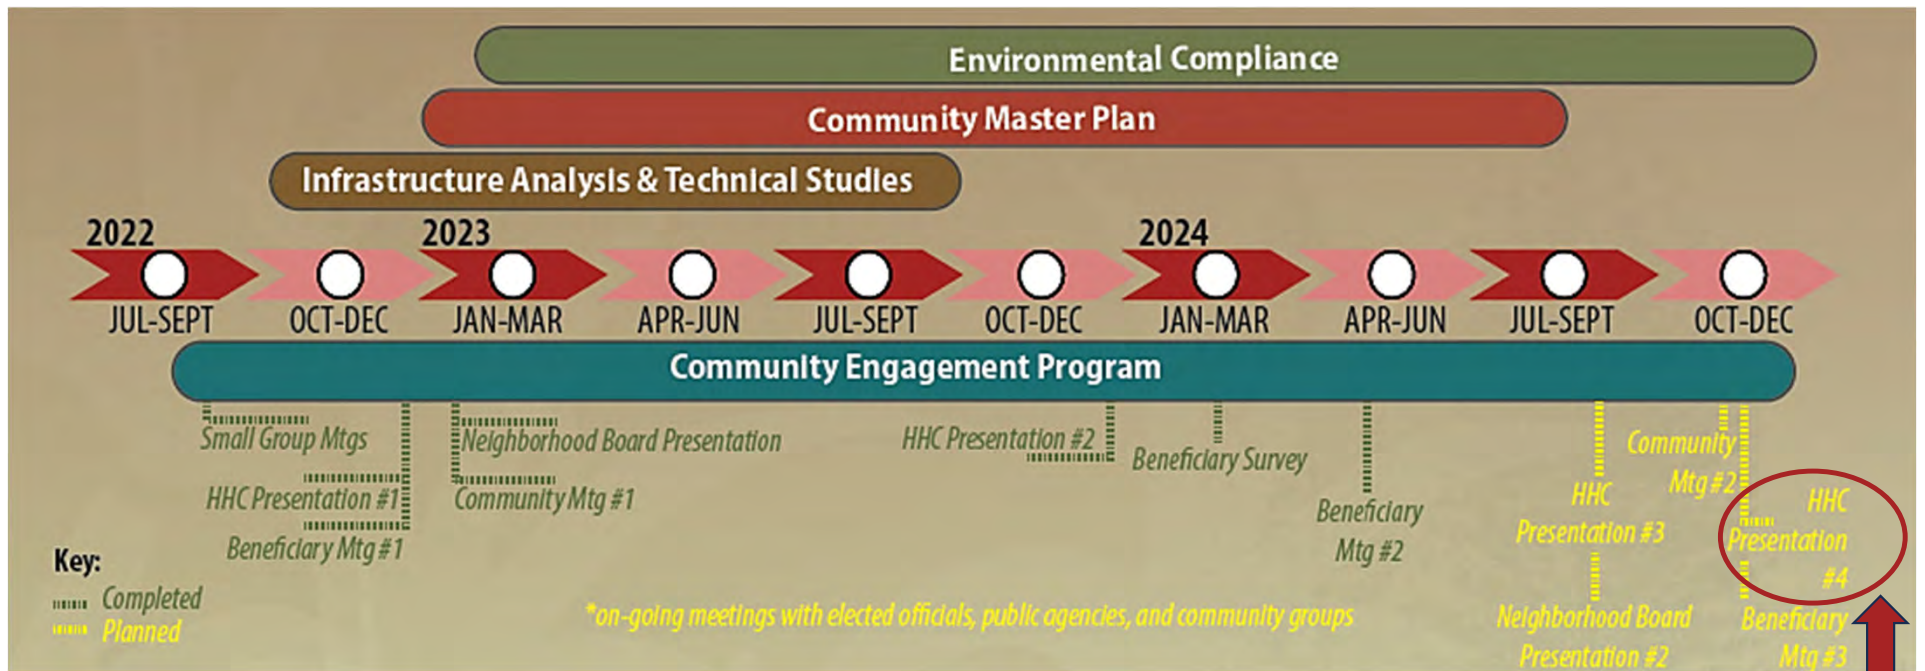 Environmental Compliance
Community Master Plan
Infrastructure Analysis & Technical Studies
2022
2023
2024
JUL-SEPT
OCT-DEC
JAN-MAR
APR-JUN
JUL-SEPT
OCT-DEC
JAN-MAR
APR-JUN
JUL-SEPT
OCT-DEC
Community Engagement Program
Small Group Mtgs
HHC Presentation #1
Beneficiary Mtg #1
Neighborhood Board Presentation
Community Mtg #1
HHC Presentation #2
Beneficiary Survey
Beneficiary
Mtg #2
HHC
Presentation #3
Neighborhood Board
Presentation #2
Community
Mtg #2
HHC
Presentation
#4
Beneficiary
Mtg #3
Key:
Completed
Planned
*on-going meetings with elected officials, public agencies, and community groups